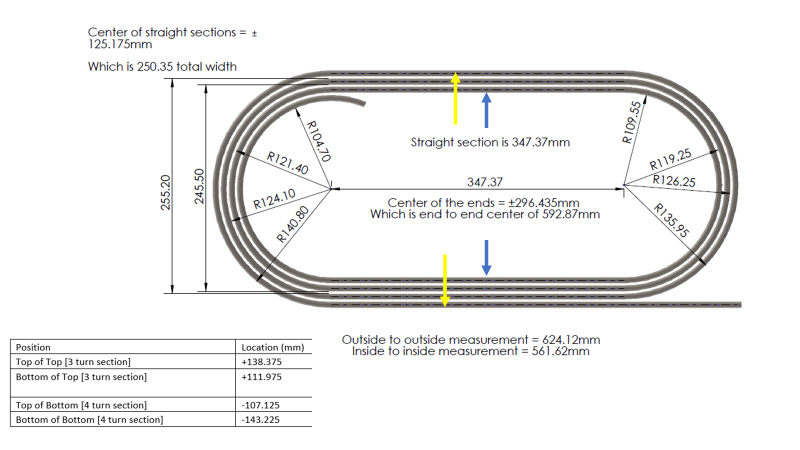 Center of straight sections = ±
125.175mm
Which is 250.35 total width
R104.70
R109.55
Straight section is 347.37mm
R121.40
R119.25
255.20
245.50
347.37
R126.25
R124.10
Center of the ends = ±296.435mm
Which is end to end center of 592.87mm
R140.80
R135.95
Outside to outside measurement = 624.12mm
Inside to inside measurement = 561.62mm
Position Location (mm)
Top of Top [3 turn section] +138.375
Bottom of Top [3 turn section] +111.975
Top of Bottom [4 turn section] -107.125
Bottom of Bottom [4 turn section] -143.225